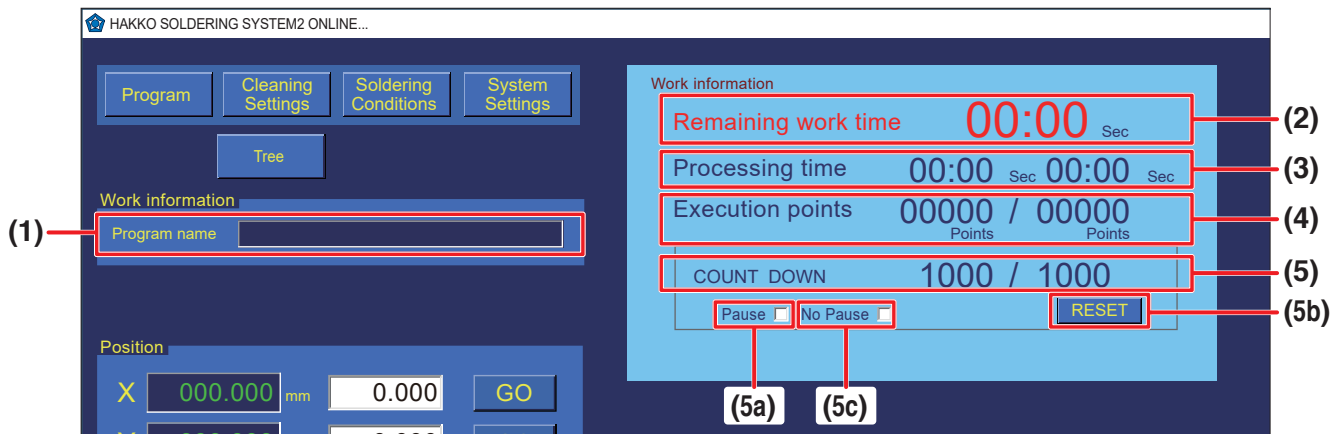 HAKKO SOLDERING SYSTEM2 ONLINE...
Program
Cleaning
Settings
Soldering
Conditions
System
Settings
Tree
Work information
(1)
Program name
Position
X 000.000 mm 0.000 GO
Work information
Remaining work time 00:00 Sec
(2)
Processing time 00:00 Sec 00:00 Sec
(3)
Execution points 00000 / 00000
Points Points
(4)
COUNT DOWN 1000 / 1000
(5)
Pause No Pause RESET
(5b)
(5a) (5c)